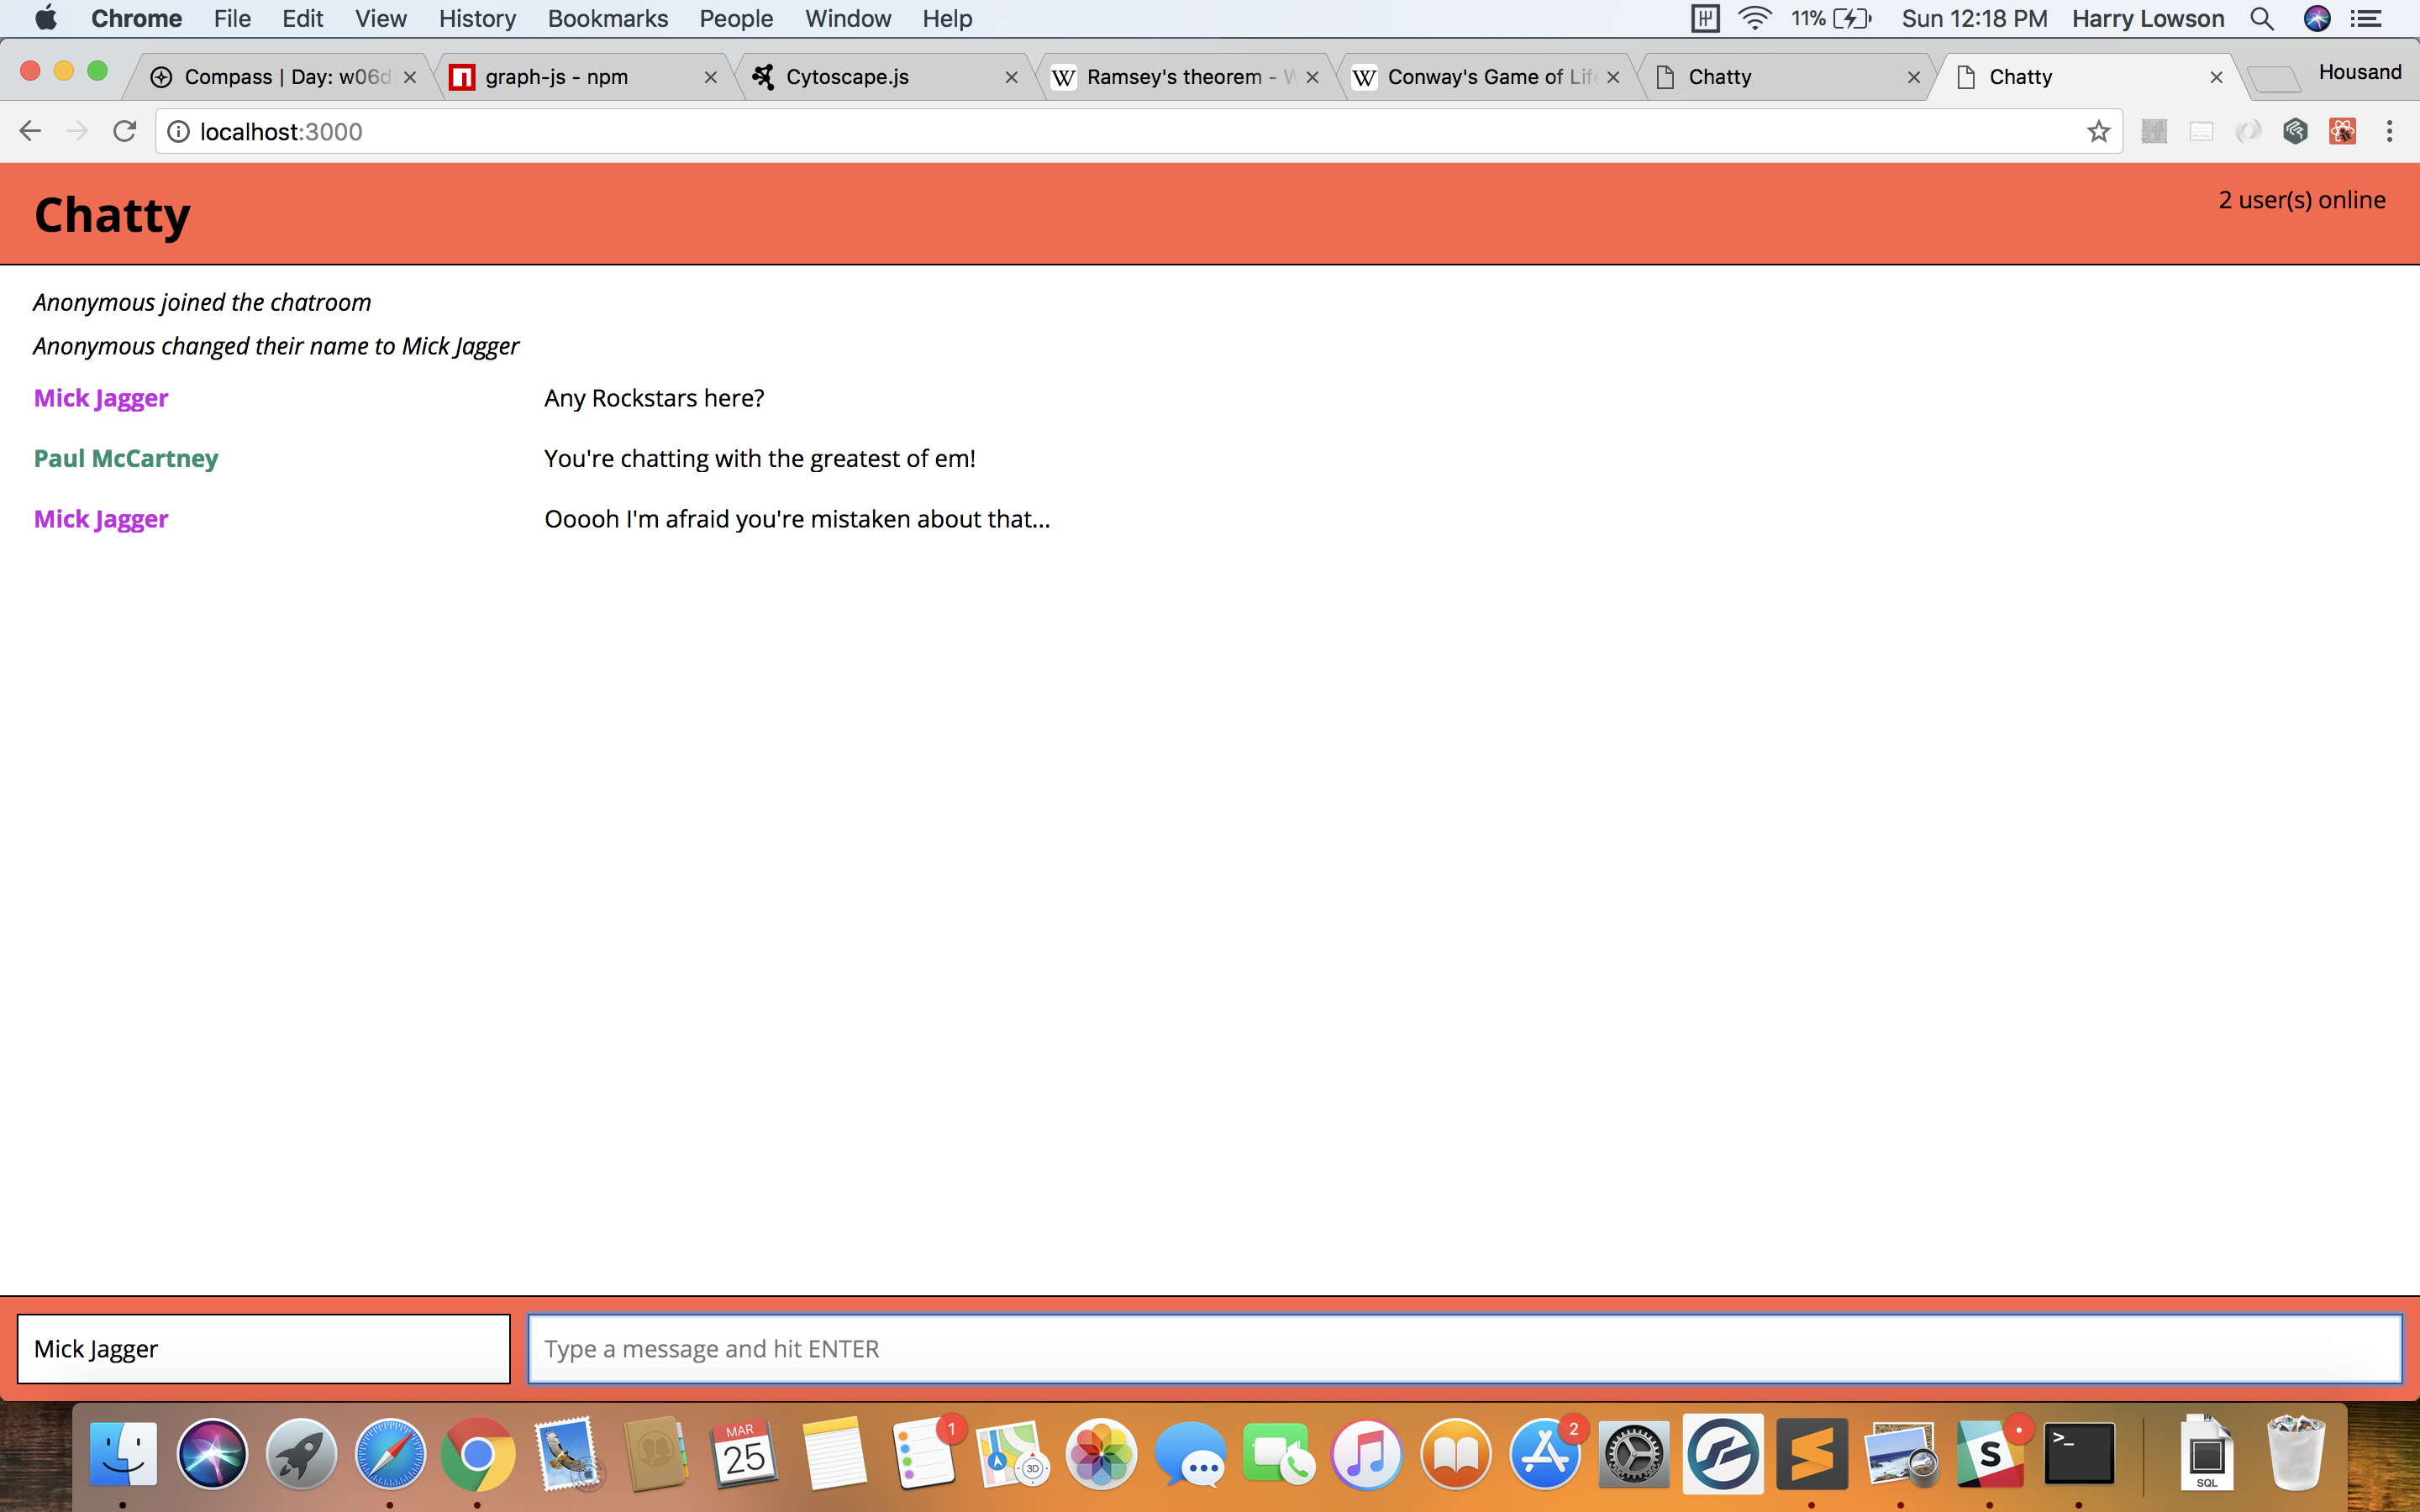 Chrome File Edit View History Bookmarks People Window Help 11% Sun 12:18 PM Harry Lowson
Compass | Day: w06d graph-js - npm Cytoscape.js Ramsey's theorem - W Conway's Game of Life Chatty Chatty Housand
localhost:3000
Chatty 2 user(s) online
Anonymous joined the chatroom
Anonymous changed their name to Mick Jagger
Mick Jagger Any Rockstars here?
Paul McCartney You're chatting with the greatest of em!
Mick Jagger Ooooh I'm afraid you're mistaken about that...
Mick Jagger Type a message and hit ENTER
MAR
25
1
3D
2
S
>_
SQL